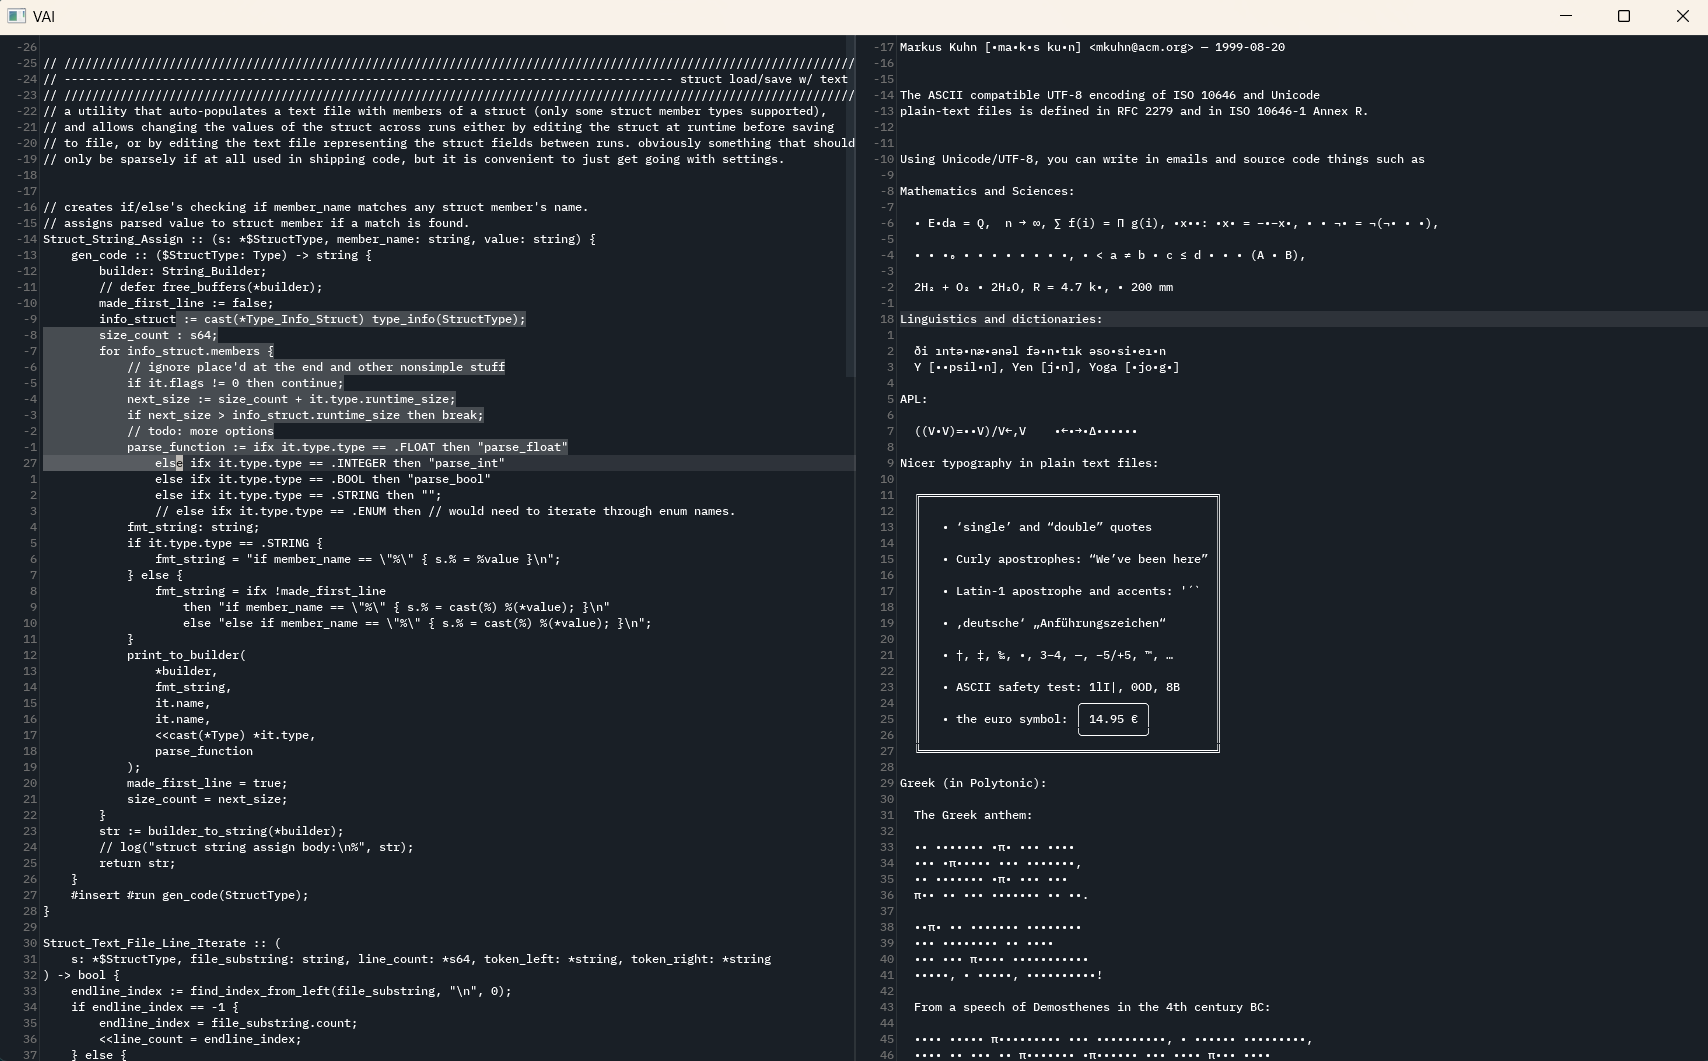 VAI
-26
-25 // /////////////////////////////////////////////////////////////////////////////////////////////////////////////////
-24 // --------------------------------------------------------------------------------------- struct load/save w/ text
-23 // /////////////////////////////////////////////////////////////////////////////////////////////////////////////////
-22 // a utility that auto-populates a text file with members of a struct (only some struct member types supported),
-21 // and allows changing the values of the struct across runs either by editing the struct at runtime before saving
-20 // to file, or by editing the text file representing the struct fields between runs. obviously something that should
-19 // only be sparsely if at all used in shipping code, but it is convenient to just get going with settings.
-18
-17
-16 // creates if/else's checking if member_name matches any struct member's name.
-15 // assigns parsed value to struct member if a match is found.
-14 Struct_String_Assign :: (s: *$StructType, member_name: string, value: string) {
-13     gen_code :: ($StructType: Type) -> string {
-12         builder: String_Builder;
-11         // defer free_buffers(*builder);
-10         made_first_line := false;
-9         info_struct := cast(*Type_Info_Struct) type_info(StructType);
-8         size_count : s64;
-7         for info_struct.members {
-6             // ignore place'd at the end and other nonsimple stuff
-5             if it.flags != 0 then continue;
-4             next_size := size_count + it.type.runtime_size;
-3             if next_size > info_struct.runtime_size then break;
-2             // todo: more options
-1             parse_function := ifx it.type.type == .FLOAT then "parse_float"
27                 else ifx it.type.type == .INTEGER then "parse_int"
1                 else ifx it.type.type == .BOOL then "parse_bool"
2                 else ifx it.type.type == .STRING then "";
3                 // else ifx it.type.type == .ENUM then // would need to iterate through enum names.
4             fmt_string: string;
5             if it.type.type == .STRING {
6                 fmt_string = "if member_name == \"%\" { s.% = %value }\n";
7             } else {
8                 fmt_string = ifx !made_first_line
9                     then "if member_name == \"%\" { s.% = cast(%) %(*value); }\n"
10                     else "else if member_name == \"%\" { s.% = cast(%) %(*value); }\n";
11             }
12             print_to_builder(
13                 *builder,
14                 fmt_string,
15                 it.name,
16                 it.name,
17                 <<cast(*Type) *it.type,
18                 parse_function
19             );
20             made_first_line = true;
21             size_count = next_size;
22         }
23         str := builder_to_string(*builder);
24         // log("struct string assign body:\n%", str);
25         return str;
26     }
27     #insert #run gen_code(StructType);
28 }
29
30 Struct_Text_File_Line_Iterate :: (
31     s: *$StructType, file_substring: string, line_count: *s64, token_left: *string, token_right: *string
32 ) -> bool {
33     endline_index := find_index_from_left(file_substring, "\n", 0);
34     if endline_index == -1 {
35         endline_index = file_substring.count;
36         <<line_count = endline_index;
37     } else {
-17 Markus Kuhn [•ma•k•s ku•n] <mkuhn@acm.org> — 1999-08-20
-16
-15
-14 The ASCII compatible UTF-8 encoding of ISO 10646 and Unicode
-13 plain-text files is defined in RFC 2279 and in ISO 10646-1 Annex R.
-12
-11
-10 Using Unicode/UTF-8, you can write in emails and source code things such as
-9
-8 Mathematics and Sciences:
-7
-6   • E•da = Q,  n → ∞, ∑ f(i) = ∏ g(i), •x••: •x• = −•−x•, • • ¬• = ¬(¬• • •),
-5
-4   • • •₀ • • • • • • • •, • < a ≠ b • c ≤ d • • • (A • B),
-3
-2   2H₂ + O₂ • 2H₂O, R = 4.7 k•, • 200 mm
-1
18 Linguistics and dictionaries:
1
2   ði ıntə•næ•ənəl fə•n•tık əso•si•eı•n
3   Y [••psil•n], Yen [j•n], Yoga [•jo•g•]
4
5 APL:
6
7   ((V•V)=••V)/V←,V    •←•→•∆••••••
8
9 Nicer typography in plain text files:
10
11
12
13   • ‘single’ and “double” quotes
14
15   • Curly apostrophes: “We’ve been here”
16
17   • Latin-1 apostrophe and accents: '´`
18
19   • ‚deutsche‘ „Anführungszeichen“
20
21   • †, ‡, ‰, •, 3–4, —, −5/+5, ™, …
22
23   • ASCII safety test: 1lI|, 0OD, 8B
24
25   • the euro symbol: 14.95 €
26
27
28
29 Greek (in Polytonic):
30
31   The Greek anthem:
32
33   •• ••••••• •π• ••• ••••
34   ••• •π••••• ••• •••••••,
35   •• ••••••• •π• ••• •••
36   π•• •• ••• ••••••• •• ••.
37
38   ••π• •• ••••••• ••••••••
39   ••• •••••••• •• ••••
40   ••• ••• π•••• •••••••••••
41   •••••, • •••••, ••••••••••!
42
43   From a speech of Demosthenes in the 4th century BC:
44
45   •••• ••••• π••••••••• ••• ••••••••••, • •••••• •••••••••,
46   •••• •• ••• •• π••••••• •π•••••• ••• •••• π••• ••••